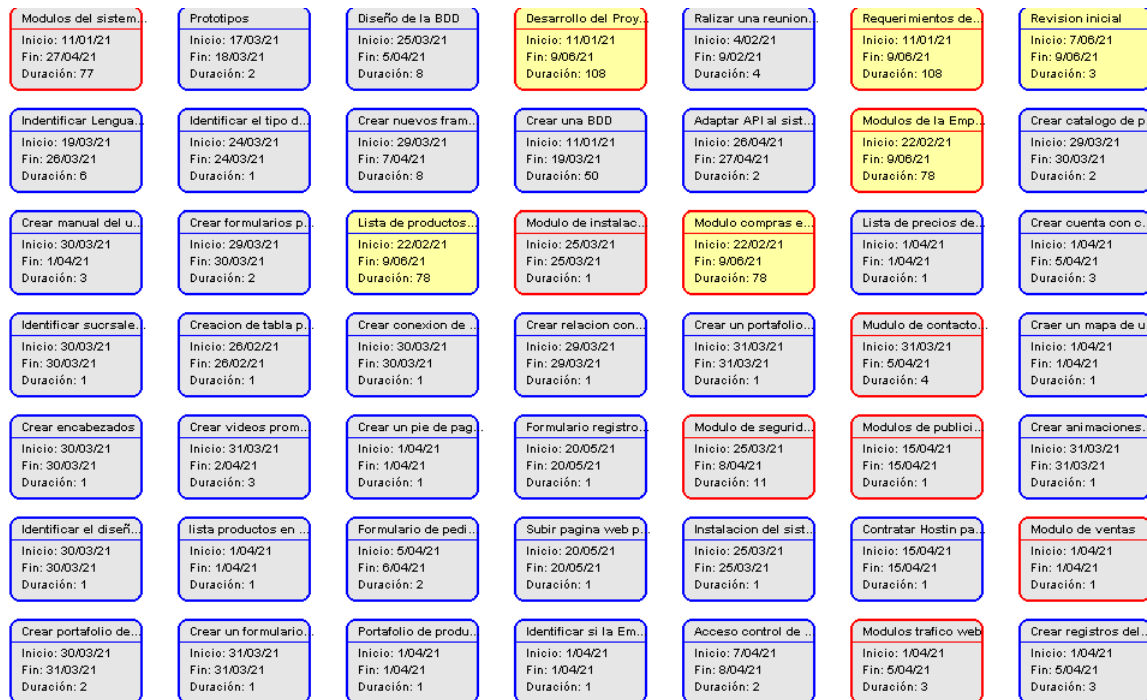 Modulos del sistem...
Inicio: 11/01/21
Fin: 27/04/21
Duración: 77
Prototipos
Inicio: 17/03/21
Fin: 18/03/21
Duración: 2
Diseño de la BDD
Inicio: 25/03/21
Fin: 5/04/21
Duración: 8
Desarrollo del Proy...
Inicio: 11/01/21
Fin: 9/06/21
Duración: 108
Ralizar una reunion...
Inicio: 4/02/21
Fin: 9/02/21
Duración: 4
Requerimientos de...
Inicio: 11/01/21
Fin: 9/06/21
Duración: 108
Revision inicial
Inicio: 7/06/21
Fin: 9/06/21
Duración: 3
Indentificar Lengua...
Inicio: 19/03/21
Fin: 26/03/21
Duración: 6
Identificar el tipo d...
Inicio: 24/03/21
Fin: 24/03/21
Duración: 1
Crear nuevos fram...
Inicio: 29/03/21
Fin: 7/04/21
Duración: 8
Crear una BDD
Inicio: 11/01/21
Fin: 19/03/21
Duración: 50
Adaptar API al sist...
Inicio: 26/04/21
Fin: 27/04/21
Duración: 2
Modulos de la Emp...
Inicio: 22/02/21
Fin: 9/06/21
Duración: 78
Crear catalogo de p
Inicio: 29/03/21
Fin: 30/03/21
Duración: 2
Crear manual del u...
Inicio: 30/03/21
Fin: 1/04/21
Duración: 3
Crear formularios p...
Inicio: 29/03/21
Fin: 30/03/21
Duración: 2
Lista de productos...
Inicio: 22/02/21
Fin: 9/06/21
Duración: 78
Modulo de instalac...
Inicio: 25/03/21
Fin: 25/03/21
Duración: 1
Modulo compras e...
Inicio: 22/02/21
Fin: 9/06/21
Duración: 78
Lista de precios de...
Inicio: 1/04/21
Fin: 1/04/21
Duración: 1
Crear cuenta con c...
Inicio: 1/04/21
Fin: 5/04/21
Duración: 3
Identificar sucrsale...
Inicio: 30/03/21
Fin: 30/03/21
Duración: 1
Creacion de tabla p...
Inicio: 26/02/21
Fin: 26/02/21
Duración: 1
Crear conexion de ...
Inicio: 30/03/21
Fin: 30/03/21
Duración: 1
Crear relacion con...
Inicio: 29/03/21
Fin: 29/03/21
Duración: 1
Crear un portafolio...
Inicio: 31/03/21
Fin: 31/03/21
Duración: 1
Mudulo de contacto...
Inicio: 31/03/21
Fin: 5/04/21
Duración: 4
Craer un mapa de u
Inicio: 1/04/21
Fin: 1/04/21
Duración: 1
Crear encabezados
Inicio: 30/03/21
Fin: 30/03/21
Duración: 1
Crear videos prom...
Inicio: 31/03/21
Fin: 2/04/21
Duración: 3
Crear un pie de pag...
Inicio: 1/04/21
Fin: 1/04/21
Duración: 1
Formulario registro...
Inicio: 20/05/21
Fin: 20/05/21
Duración: 1
Modulo de segurid...
Inicio: 25/03/21
Fin: 8/04/21
Duración: 11
Modulos de publici...
Inicio: 15/04/21
Fin: 15/04/21
Duración: 1
Crear animaciones...
Inicio: 31/03/21
Fin: 31/03/21
Duración: 1
Identificar el diseñ...
Inicio: 30/03/21
Fin: 30/03/21
Duración: 1
lista productos en ...
Inicio: 1/04/21
Fin: 1/04/21
Duración: 1
Formulario de pedi...
Inicio: 5/04/21
Fin: 6/04/21
Duración: 2
Subir pagina web p...
Inicio: 20/05/21
Fin: 20/05/21
Duración: 1
Instalacion del sist...
Inicio: 25/03/21
Fin: 25/03/21
Duración: 1
Contratar Hostin pa...
Inicio: 15/04/21
Fin: 15/04/21
Duración: 1
Modulo de ventas
Inicio: 1/04/21
Fin: 1/04/21
Duración: 1
Crear portafolio de...
Inicio: 30/03/21
Fin: 31/03/21
Duración: 2
Crear un formulario...
Inicio: 31/03/21
Fin: 31/03/21
Duración: 1
Portafolio de produ...
Inicio: 1/04/21
Fin: 1/04/21
Duración: 1
Identificar si la Em...
Inicio: 1/04/21
Fin: 1/04/21
Duración: 1
Acceso control de ...
Inicio: 7/04/21
Fin: 8/04/21
Duración: 2
Modulos trafico web
Inicio: 1/04/21
Fin: 5/04/21
Duración: 3
Crear registros del...
Inicio: 1/04/21
Fin: 5/04/21
Duración: 3